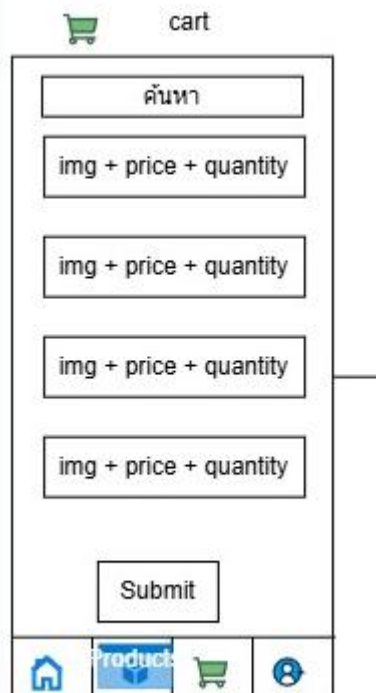 cart
ค้นหา
img + price + quantity
img + price + quantity
img + price + quantity
img + price + quantity
Submit
Products